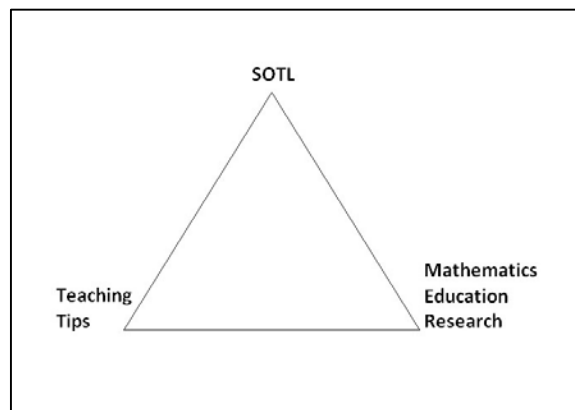 SOTL
Teaching
Tips
Mathematics
Education
Research